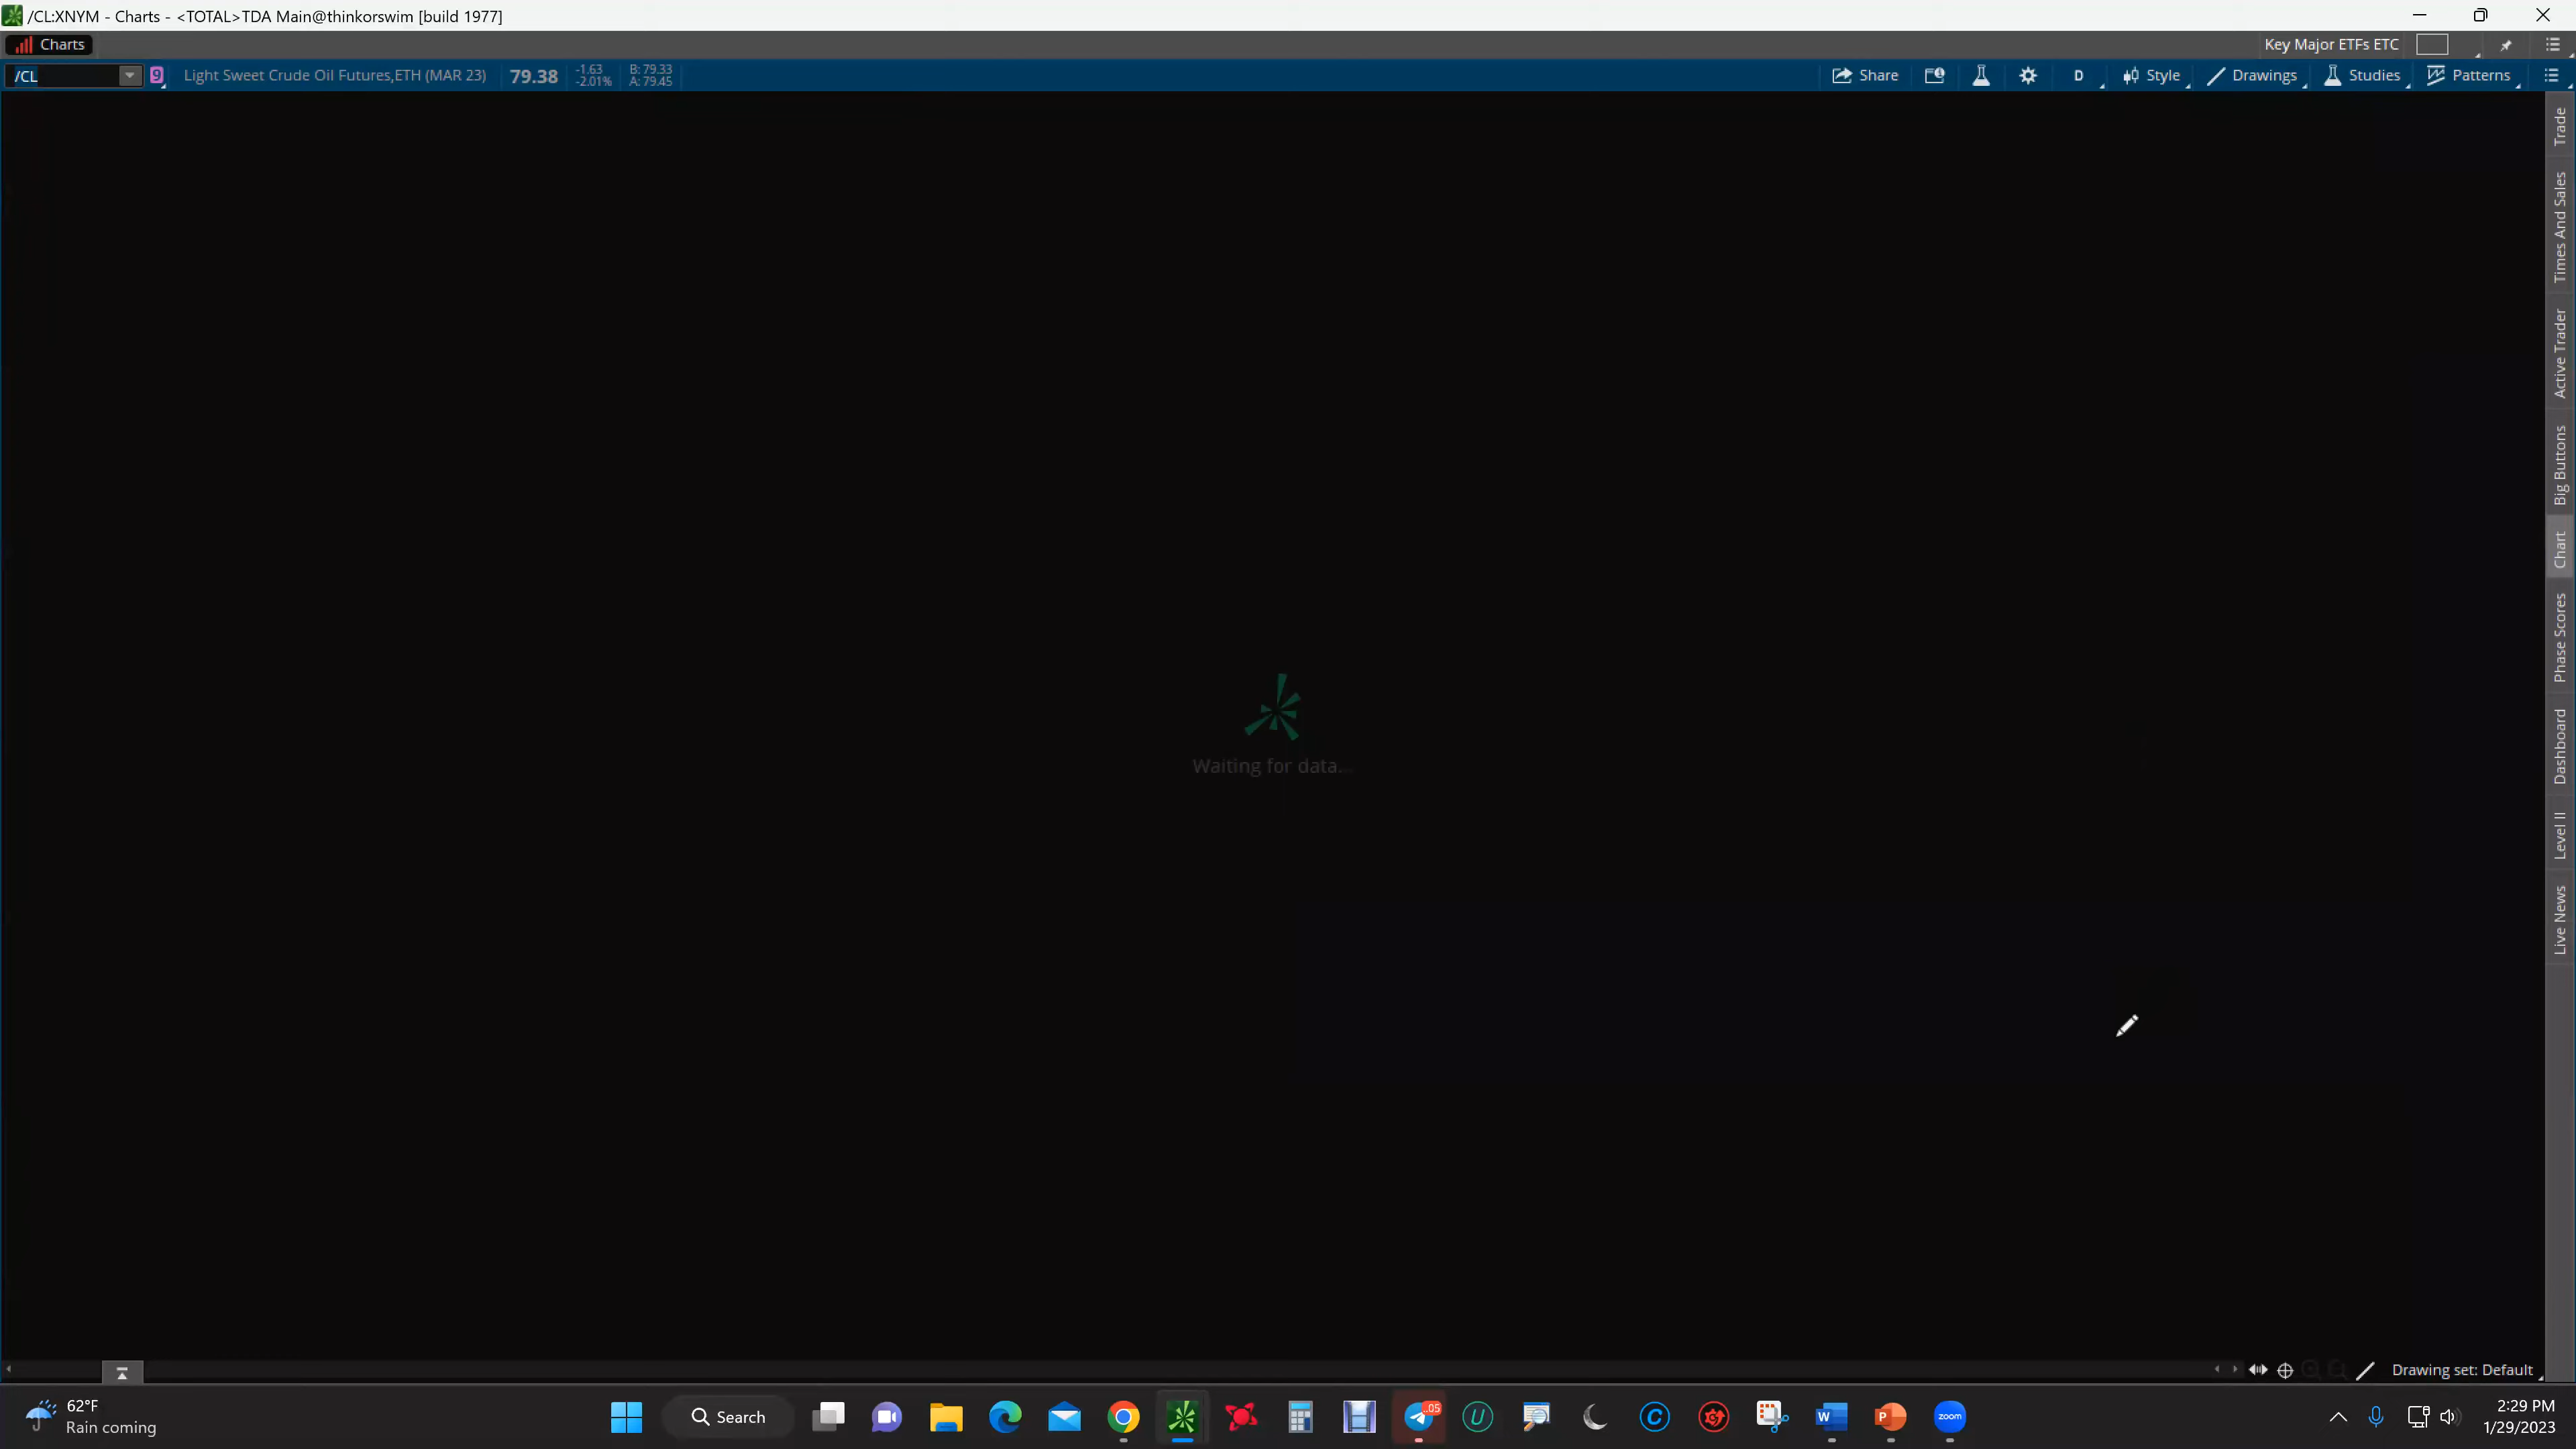 /CL:XNYM - Charts - <TOTAL>TDA Main@thinkorswim [build 1977]
Charts
Key Major ETFs ETC
/CL
9
Light Sweet Crude Oil Futures,ETH (MAR 23)
79.38
-1.63
-2.01%
B: 79.33
A: 79.45
Share
D
Style
Drawings
Studies
Patterns
Trade
Times And Sales
Active Trader
Big Buttons
Chart
Phase Scores
Dashboard
Level II
Live News
Waiting for data...
Drawing set: Default
62°F
Rain coming
Search
.05
U
C
W
P
zoom
2:29 PM
1/29/2023